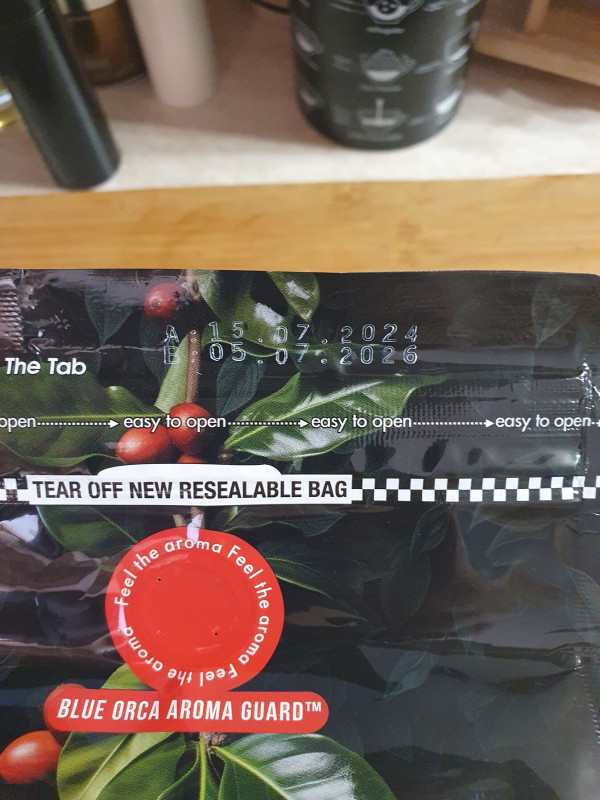 A:15.07.2024
B:05.07.2026
The Tab
open easy to open easy to open easy to open
TEAR OFF NEW RESEALABLE BAG
Feel the aroma Feel the aroma Feel the aroma
BLUE ORCA AROMA GUARD™